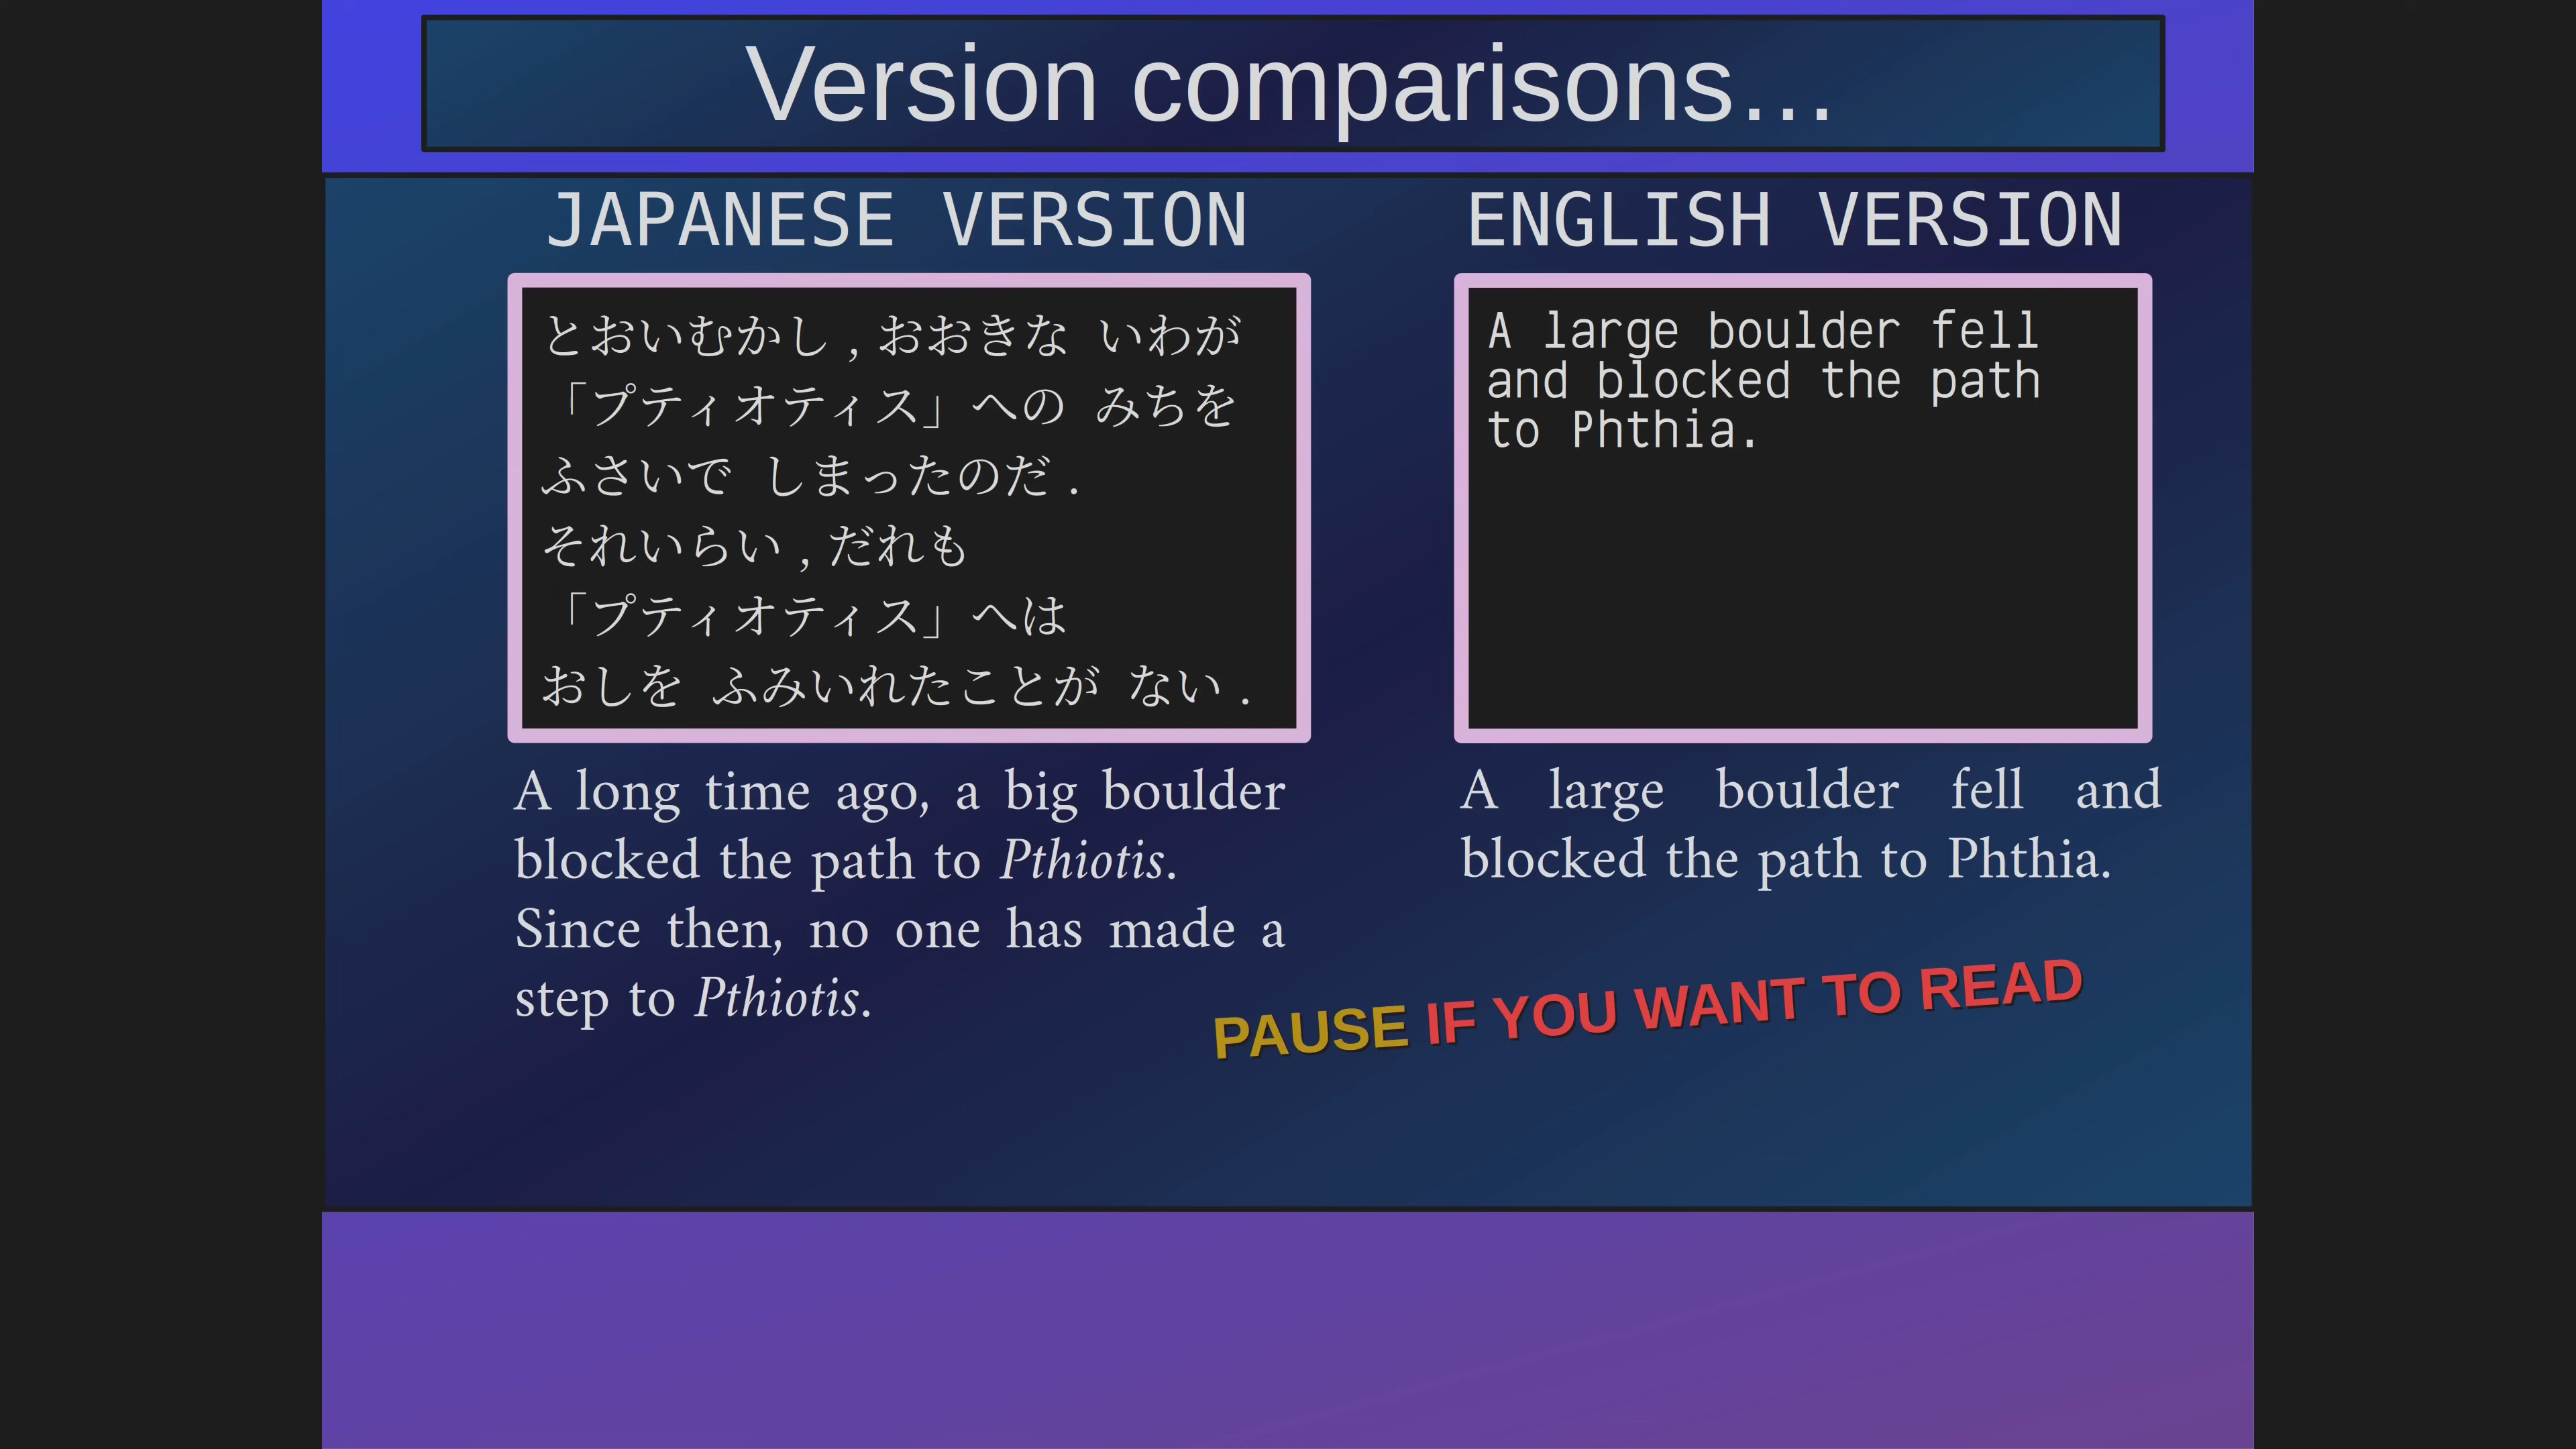 Version comparisons...
JAPANESE VERSION
とおいむかし , おおきな いわが
「プティオティス」への みちを
ふさいで しまったのだ .
それいらい , だれも
「プティオティス」へは
おしを ふみいれたことが ない .
A long time ago, a big boulder
blocked the path to Pthiotis.
Since then, no one has made a
step to Pthiotis.
ENGLISH VERSION
A large boulder fell
and blocked the path
to Phthia.
A large boulder fell and
blocked the path to Phthia.
PAUSE IF YOU WANT TO READ